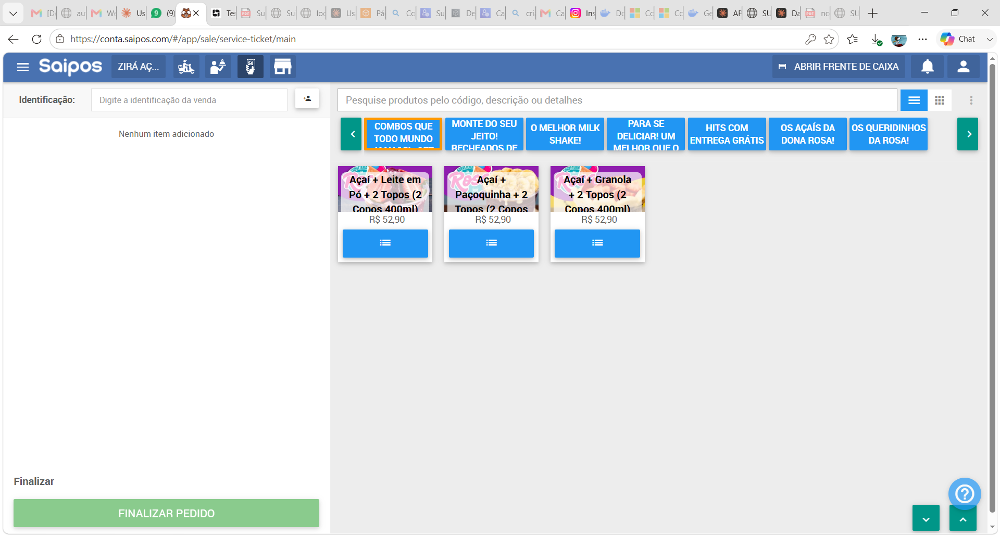 [D
au
We
Us
(9)
Tes
Su
Su
loc
Us
Pá
Co
Su
De
Ca
cri
Ca
Ins
Do
Co
Co
Ge
AF
SU
Da
nc
SU
https://conta.saipos.com/#/app/sale/service-ticket/main
Chat
Saipos
ZIRÁ AÇ...
54
ABRIR FRENTE DE CAIXA
Identificação:
Digite a identificação da venda
Pesquise produtos pelo código, descrição ou detalhes
Nenhum item adicionado
COMBOS QUE
TODO MUNDO
MONTE DO SEU
JEITO!
RECHEADOS DE
O MELHOR MILK
SHAKE!
PARA SE
DELICIAR! UM
MELHOR QUE O
HITS COM
ENTREGA GRÁTIS
OS AÇAÍS DA
DONA ROSA!
OS QUERIDINHOS
DA ROSA!
Açaí + Leite em
Pó + 2 Topos (2
Copos 400ml)
R$ 52,90
Açaí +
Paçoquinha + 2
Topos (2 Copos
R$ 52,90
Açaí + Granola
+ 2 Topos (2
Copos 400ml)
R$ 52,90
Finalizar
FINALIZAR PEDIDO